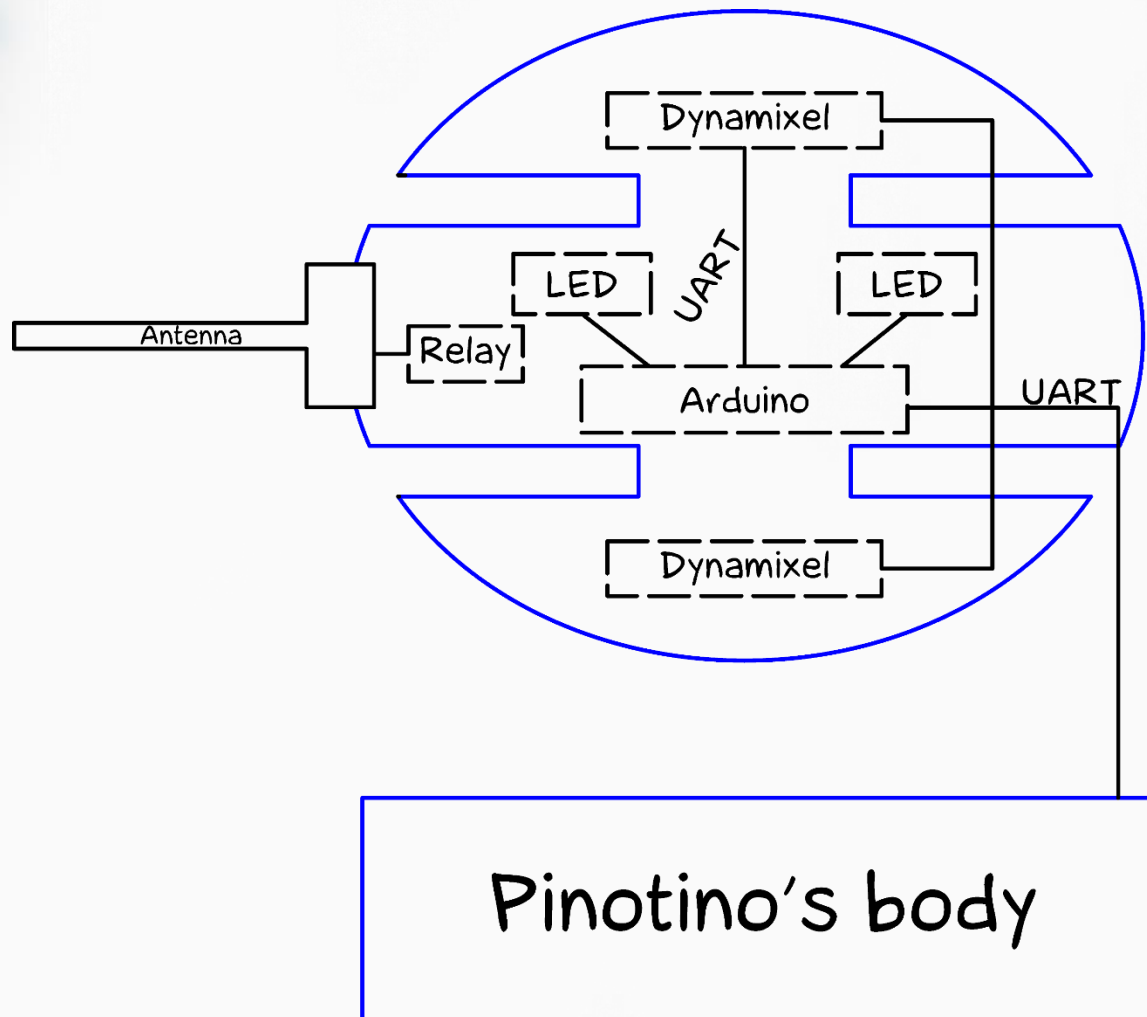 Dynamixel
UART
LED
LED
Antenna
Relay
Arduino
UART
Dynamixel
Pinotino's body